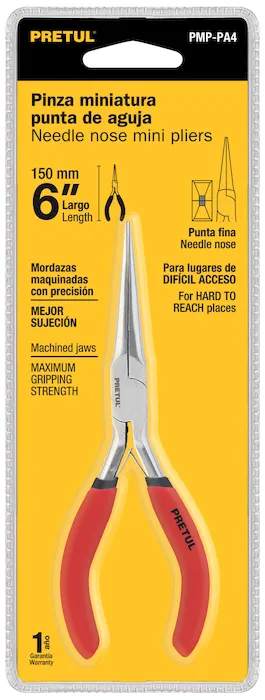 PRETUL®
PMP-PA4
Pinza miniatura
punta de aguja
Needle nose mini pliers
150 mm
6"
Largo
Length
Punta fina
Needle nose
Mordazas
maquinadas
con precisión
MEJOR
SUJECIÓN
Machined jaws
MAXIMUM
GRIPPING
STRENGTH
Para lugares de
DIFÍCIL ACCESO
For HARD TO
REACH places
PRETUL
PRETUL
1 año
Garantía
Warranty